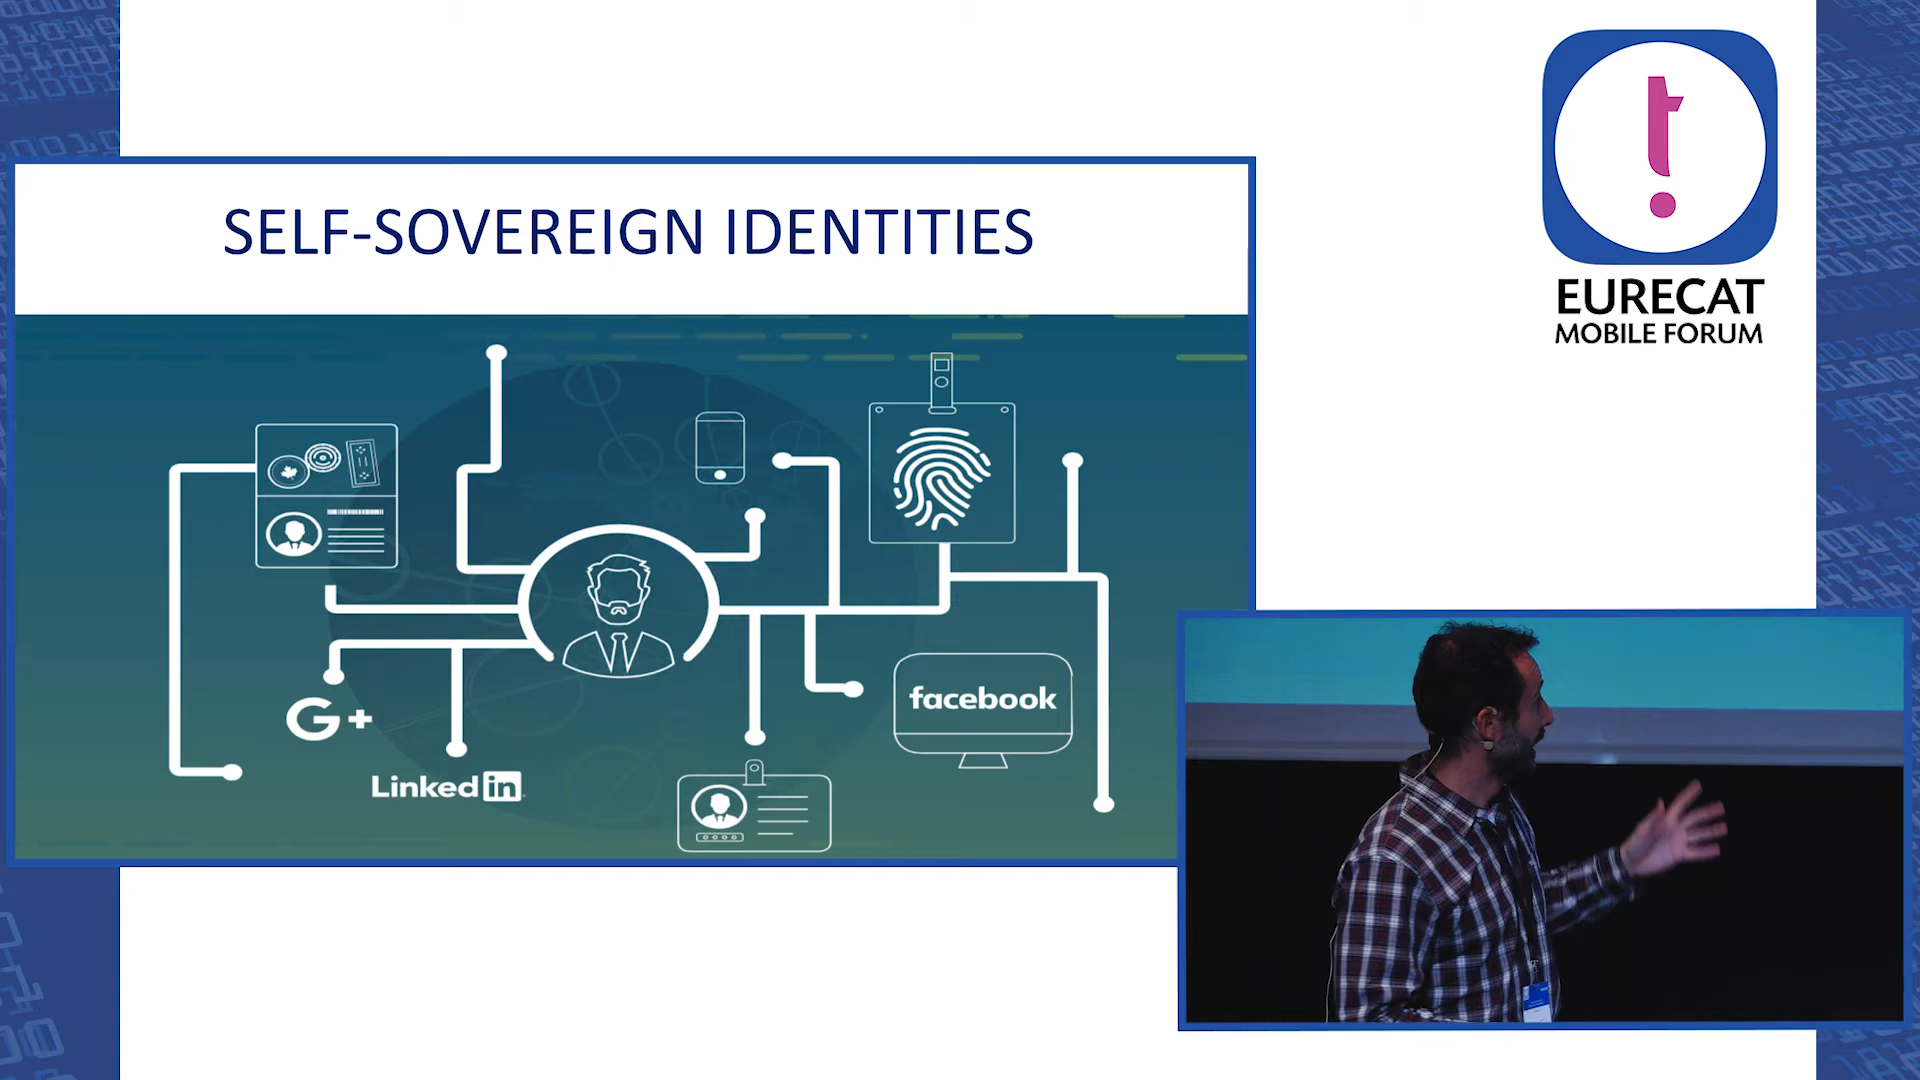 SELF-SOVEREIGN IDENTITIES
EURECAT
MOBILE FORUM
G+
facebook
Linked in